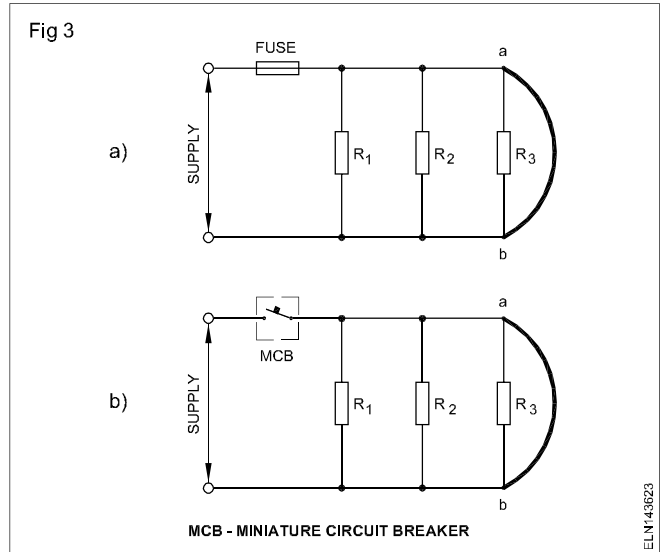 Fig 3
FUSE
a
a)
SUPPLY
R1
R2
R3
b
a
MCB
b)
SUPPLY
R1
R2
R3
b
MCB - MINIATURE CIRCUIT BREAKER
ELN143623